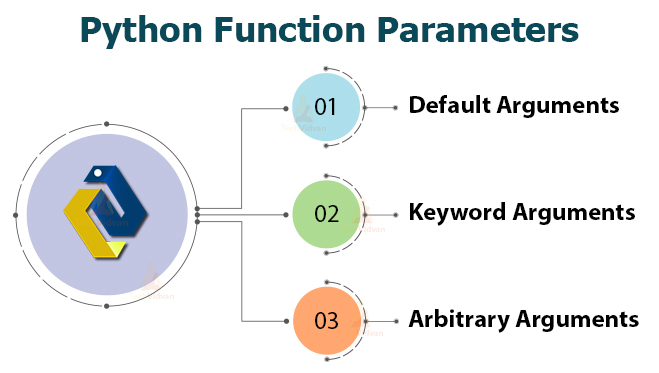 Python Function Parameters
01
Default Arguments
02
Keyword Arguments
03
Arbitrary Arguments